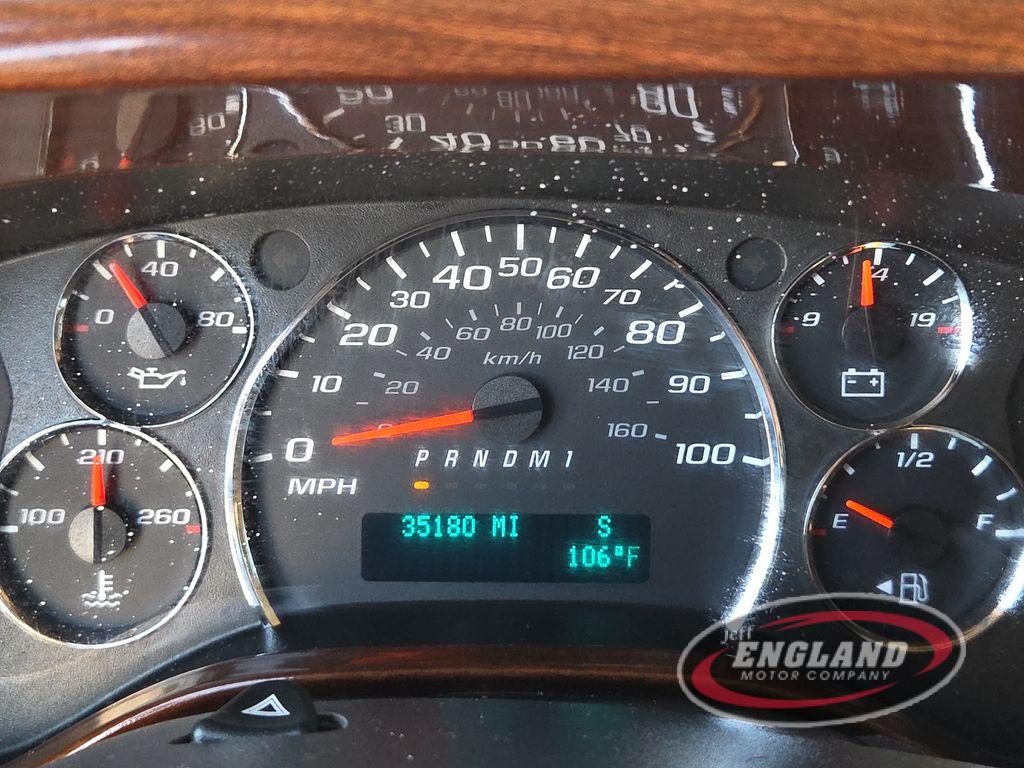 40
0 80
210
100 260
0 10 20 30 40 50 60 70 80 90 100
20 40 60 80 100 120 140 160
km/h
MPH
P R N D M 1
35180 MI S
106°F
9 14 19
1/2
E F
jeff
ENGLAND
MOTOR COMPANY